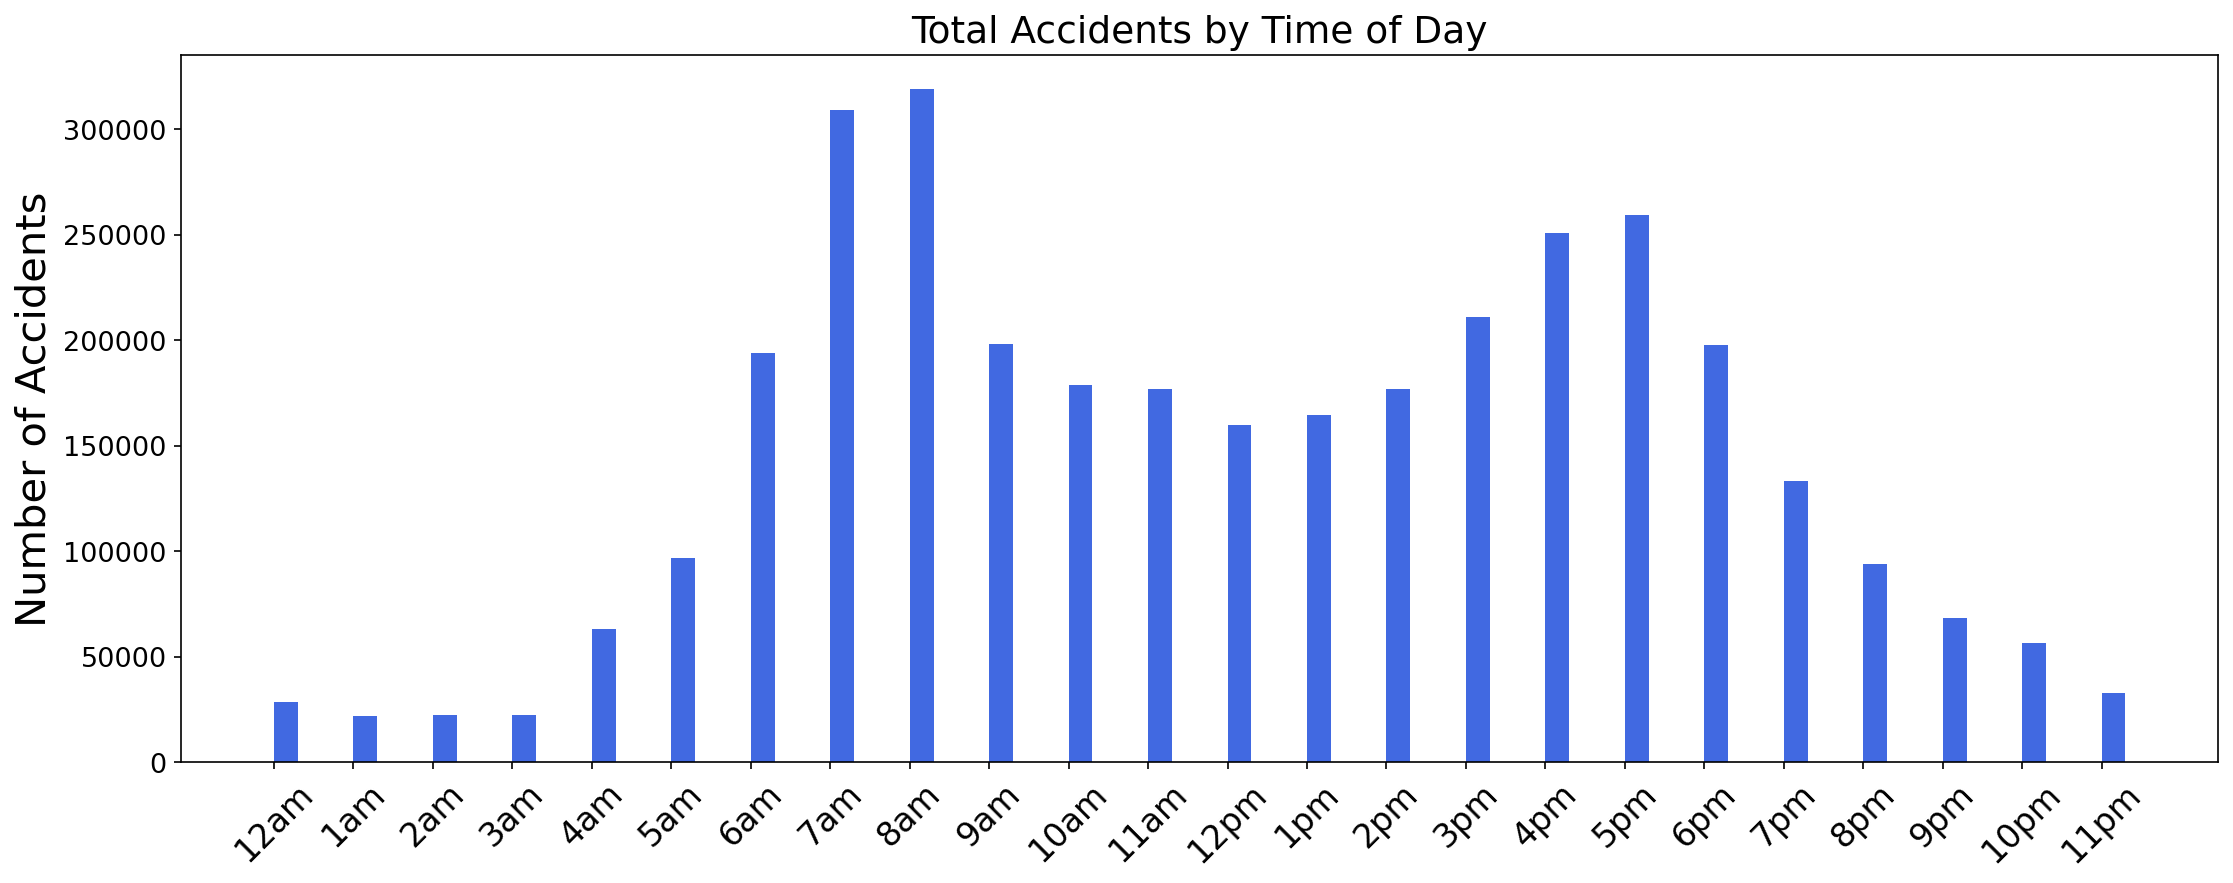 Total Accidents by Time of Day
Number of Accidents
300000
250000
200000
150000
100000
50000
0
12am
1am
2am
3am
4am
5am
6am
7am
8am
9am
10am
11am
12pm
1pm
2pm
3pm
4pm
5pm
6pm
7pm
8pm
9pm
10pm
11pm